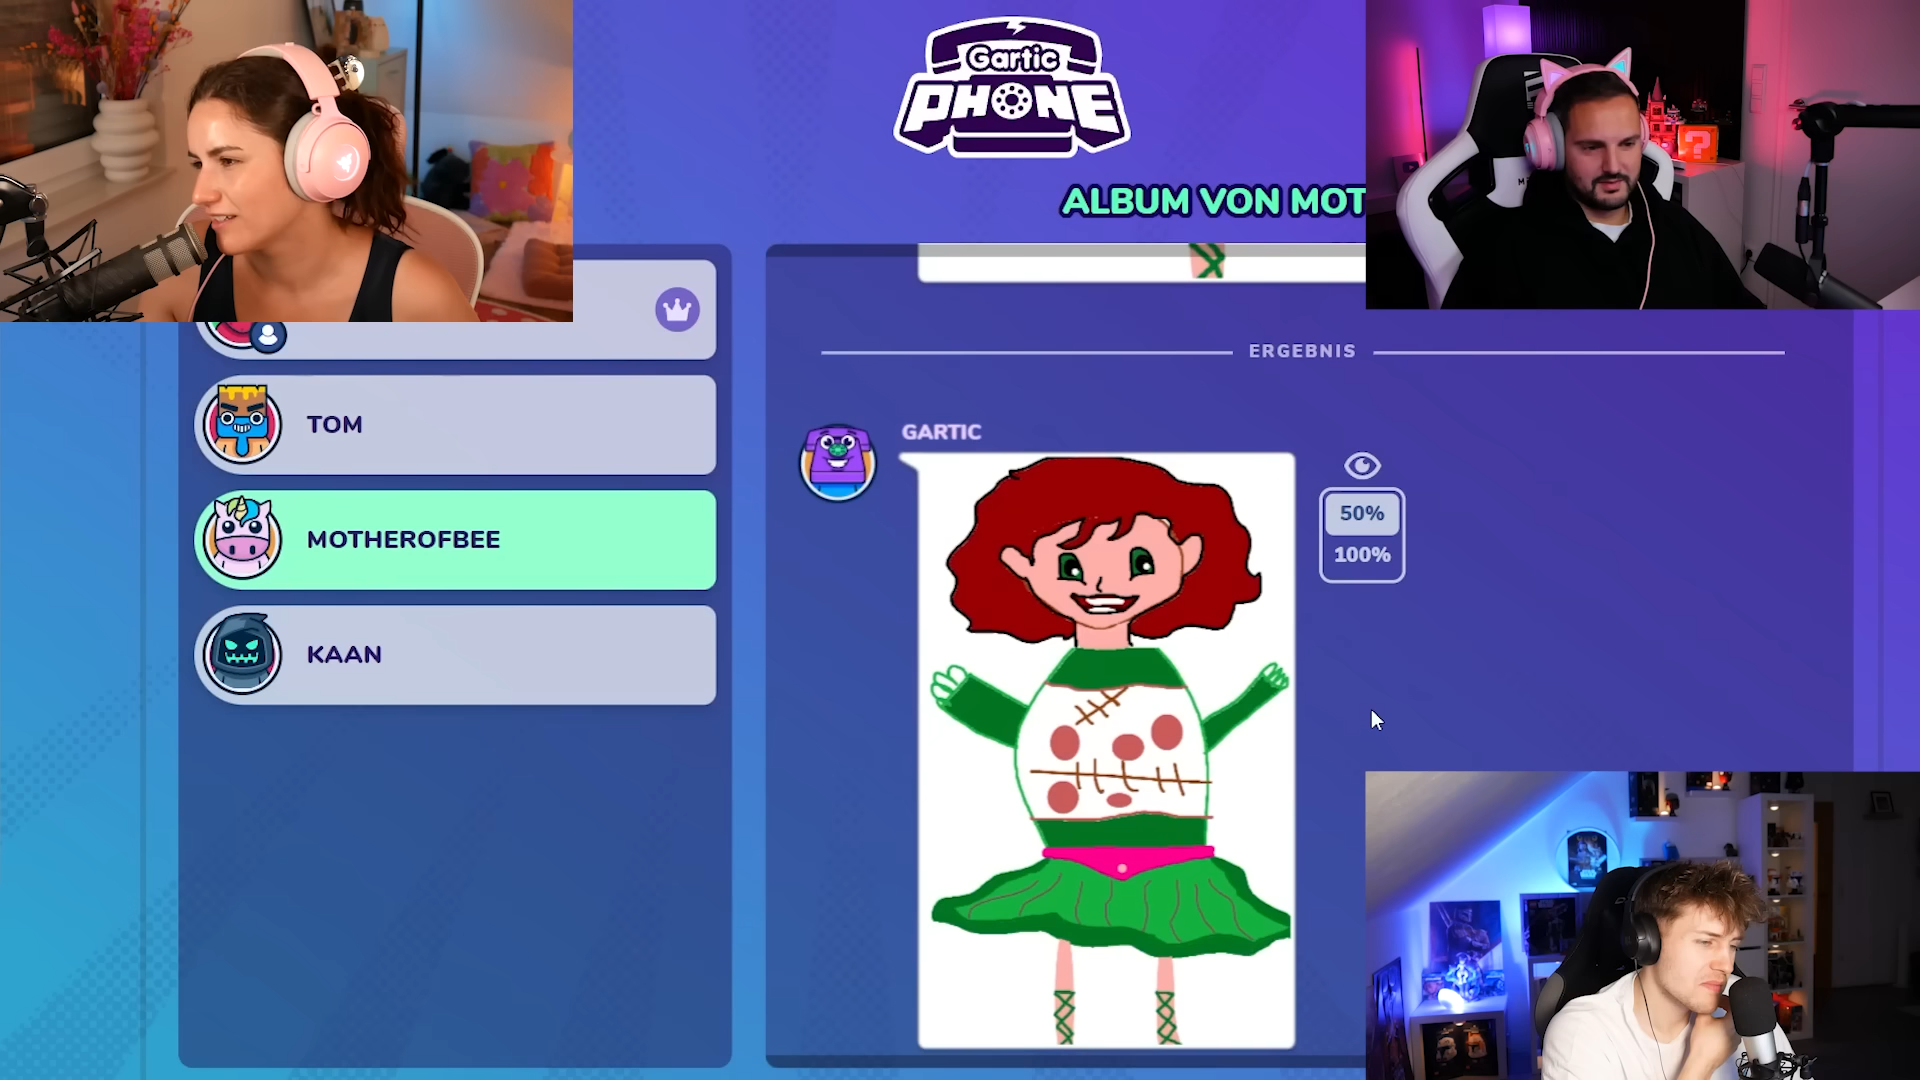 Gartic
PHONE
ALBUM VON MOT
ERGEBNIS
TOM
GARTIC
50%
100%
MOTHEROFBEE
KAAN